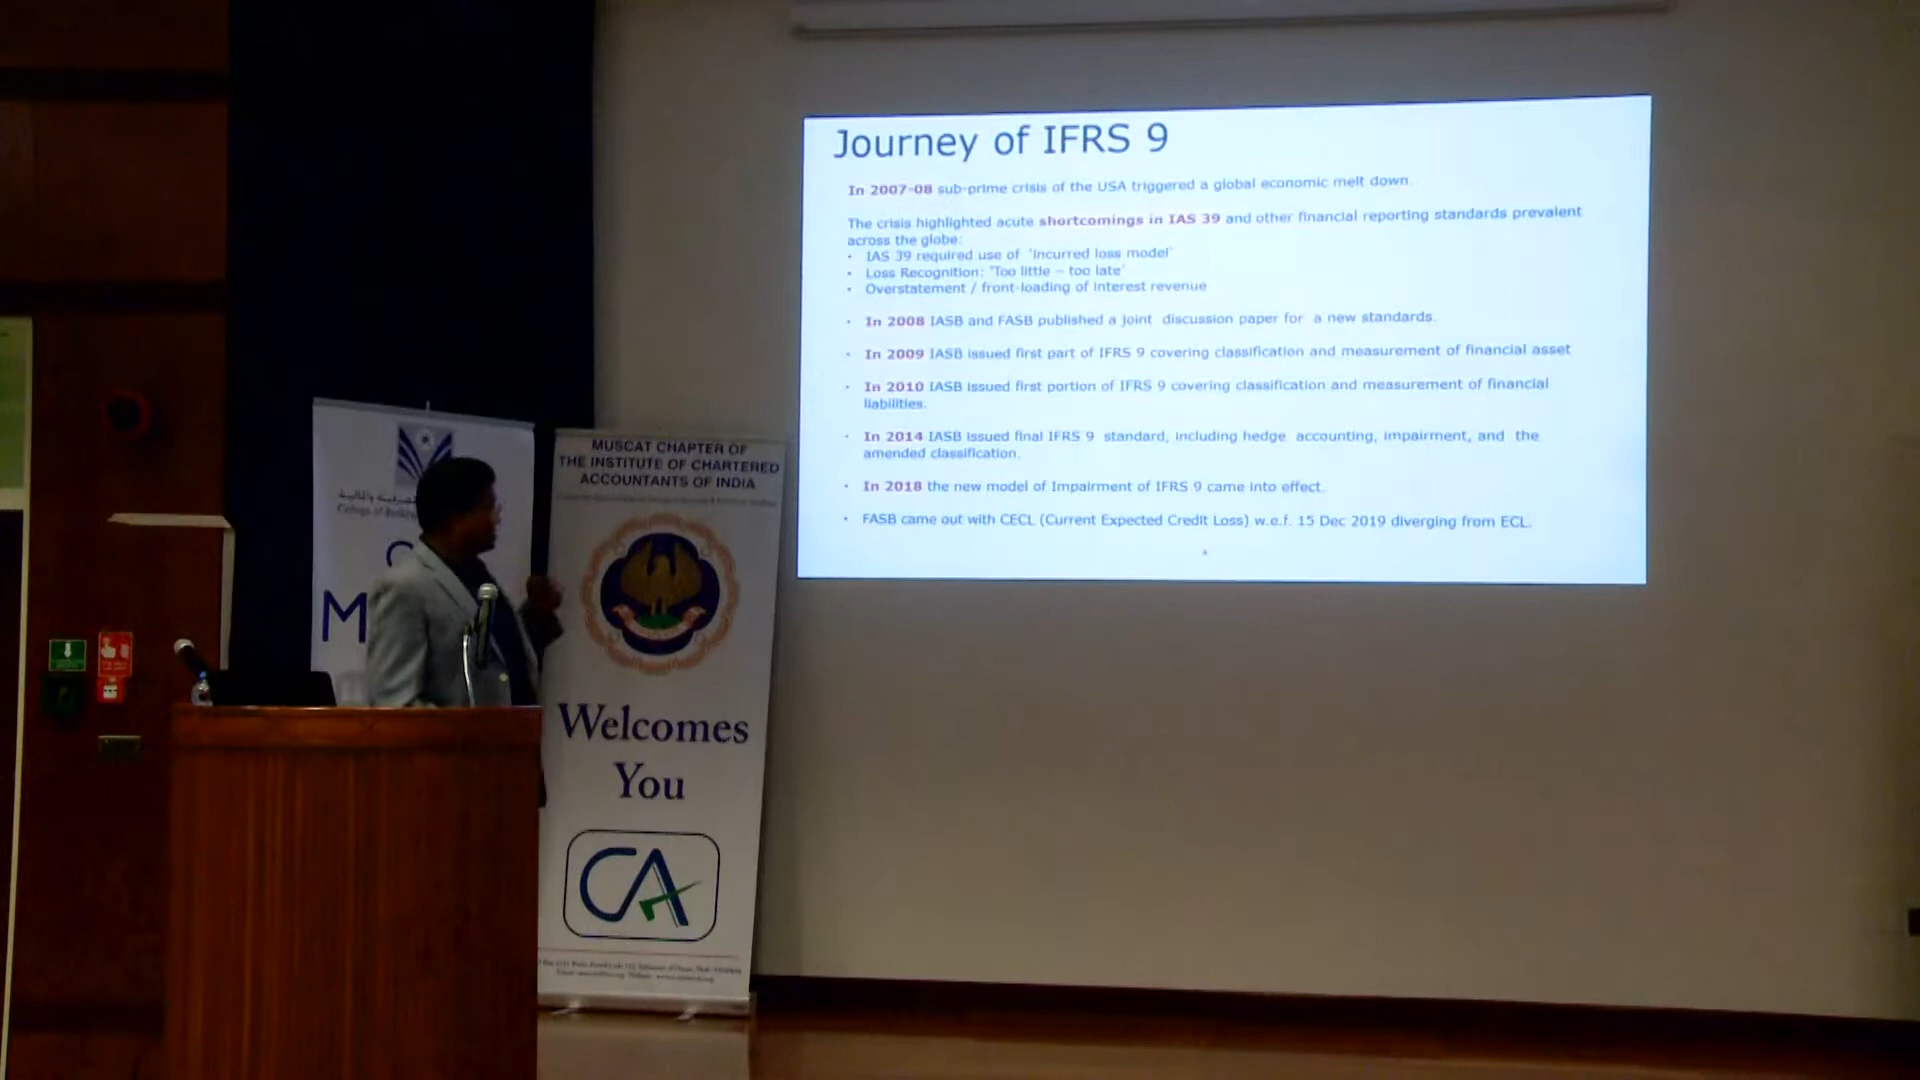 Journey of IFRS 9
In 2007-08 sub-prime crisis of the USA triggered a global economic melt down.
The crisis highlighted acute shortcomings in IAS 39 and other financial reporting standards prevalent
across the globe:
• IAS 39 required use of 'incurred loss model'
• Loss Recognition: 'Too little – too late'
• Overstatement / front-loading of interest revenue
• In 2008 IASB and FASB published a joint discussion paper for a new standards.
• In 2009 IASB issued first part of IFRS 9 covering classification and measurement of financial asset
• In 2010 IASB issued first portion of IFRS 9 covering classification and measurement of financial
liabilities.
• In 2014 IASB issued final IFRS 9 standard, including hedge accounting, impairment, and the
amended classification.
• In 2018 the new model of Impairment of IFRS 9 came into effect.
• FASB came out with CECL (Current Expected Credit Loss) w.e.f. 15 Dec 2019 diverging from ECL.
College of
M
MUSCAT CHAPTER OF
THE INSTITUTE OF CHARTERED
ACCOUNTANTS OF INDIA
Welcomes
You
CA